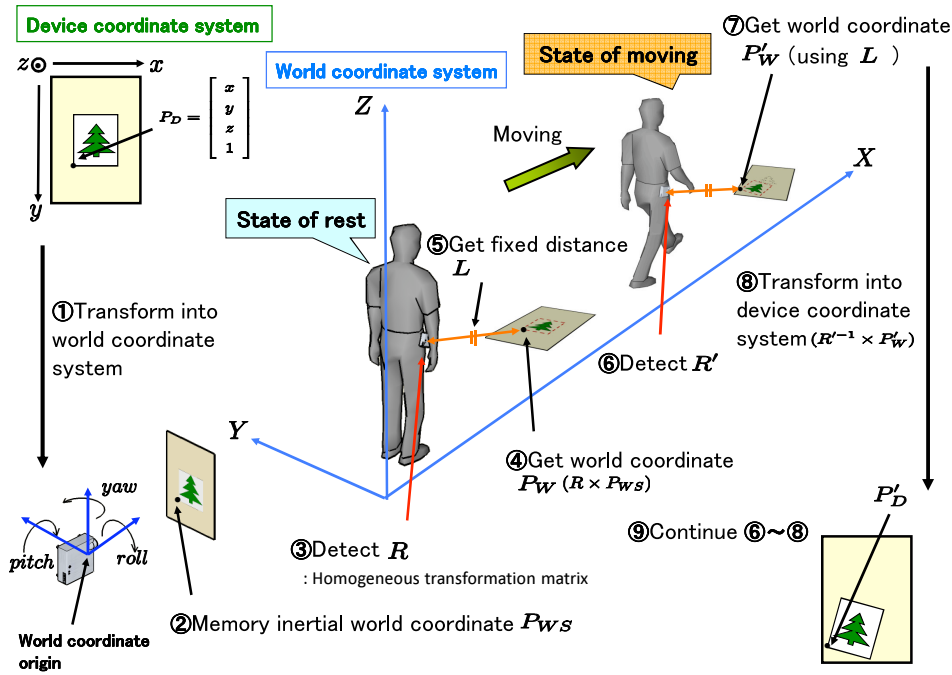 Device coordinate system
z x
y
P_D = [ x y z 1 ]
World coordinate system
State of moving
⑦Get world coordinate
P′_W (using L )
Z
Moving
X
State of rest
⑤Get fixed distance
L
①Transform into
world coordinate
system
⑧Transform into
device coordinate
system (R′⁻¹ × P′_W)
⑥Detect R′
Y
④Get world coordinate
P_W (R × P_WS)
yaw
pitch
roll
③Detect R
: Homogeneous transformation matrix
P′_D
⑨Continue ⑥~⑧
②Memory inertial world coordinate P_WS
World coordinate
origin